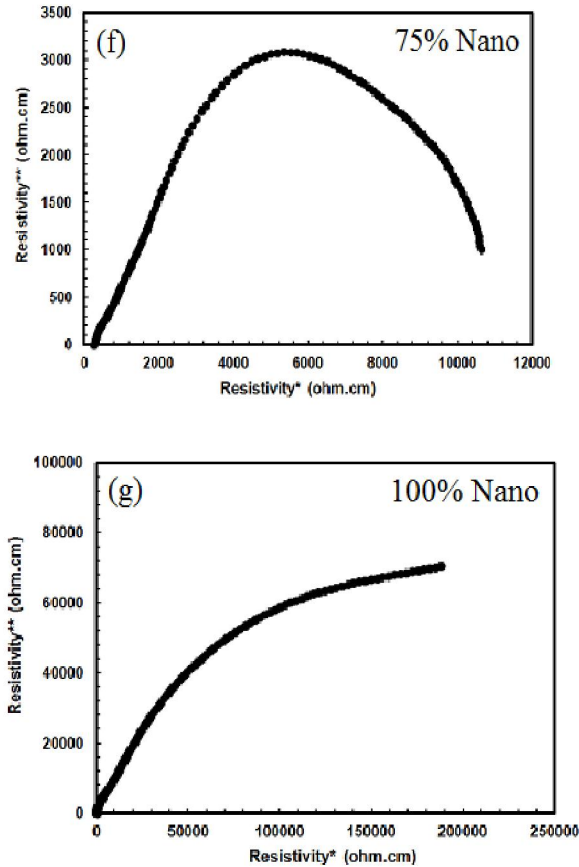 (f)
75% Nano
3500
3000
2500
2000
1500
1000
500
0
Resistivity** (ohm.cm)
0 2000 4000 6000 8000 10000 12000
Resistivity* (ohm.cm)
(g)
100% Nano
100000
80000
60000
40000
20000
0
Resistivity** (ohm.cm)
0 50000 100000 150000 200000 250000
Resistivity* (ohm.cm)